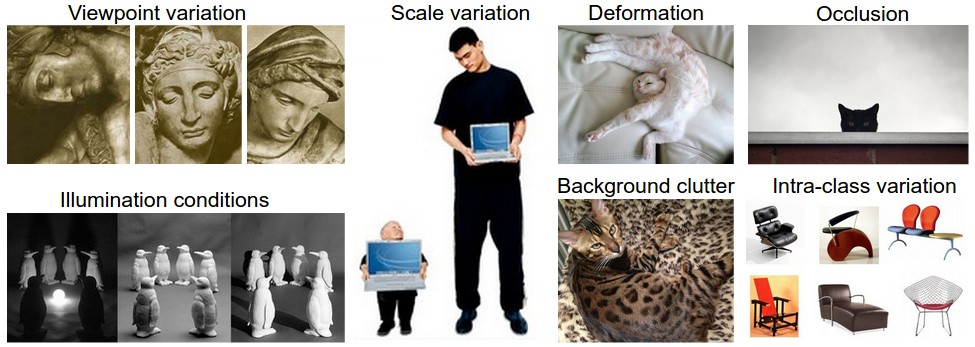 Viewpoint variation
Scale variation
Deformation
Occlusion
Illumination conditions
Background clutter
Intra-class variation